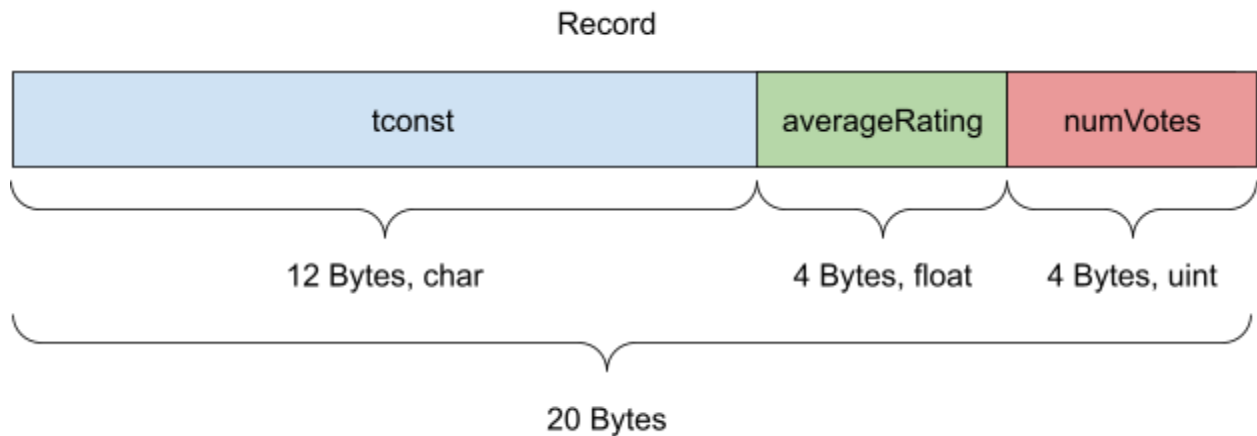 Record
tconst averageRating numVotes
12 Bytes, char 4 Bytes, float 4 Bytes, uint
20 Bytes